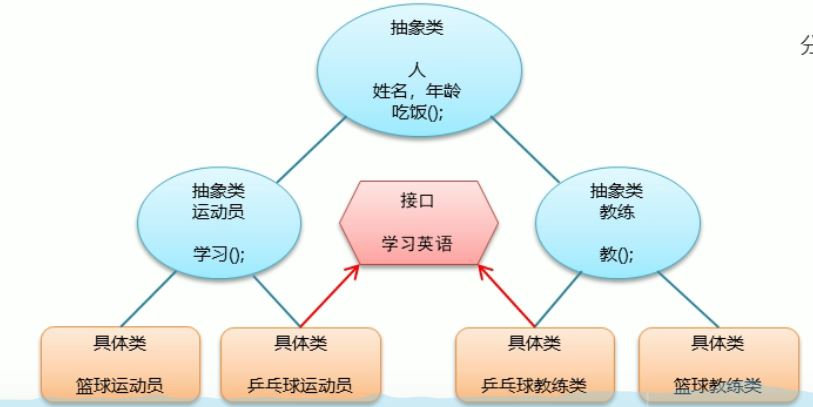 抽象类
人
姓名，年龄
吃饭();
抽象类
运动员
学习();
接口
学习英语
抽象类
教练
教();
具体类
篮球运动员
具体类
乒乓球运动员
具体类
乒乓球教练类
具体类
篮球教练类